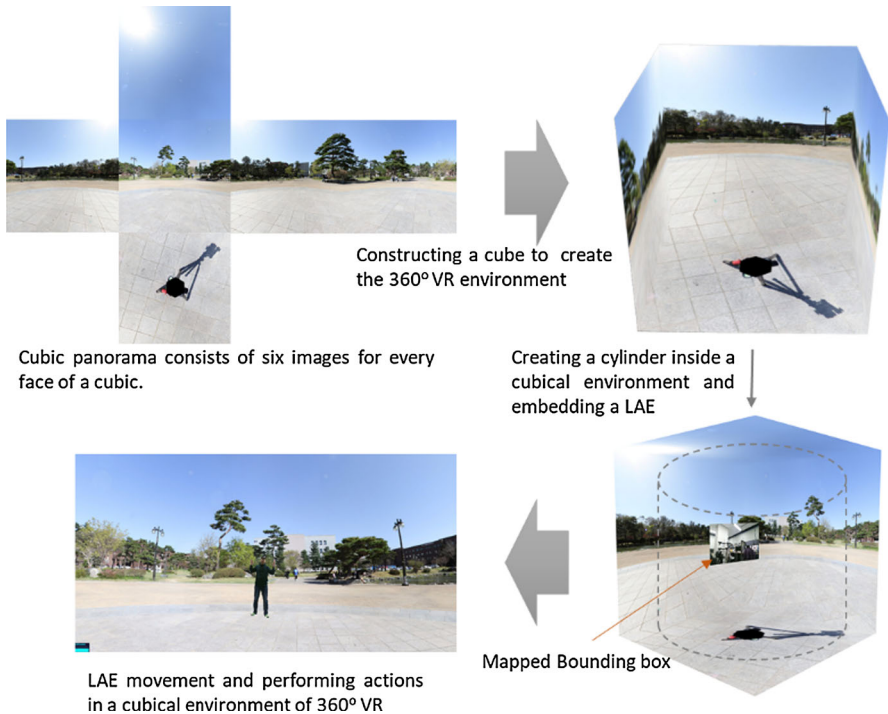 Constructing a cube to create
the 360º VR environment
Cubic panorama consists of six images for every
face of a cubic.
Creating a cylinder inside a
cubical environment and
embedding a LAE
Mapped Bounding box
LAE movement and performing actions
in a cubical environment of 360º VR